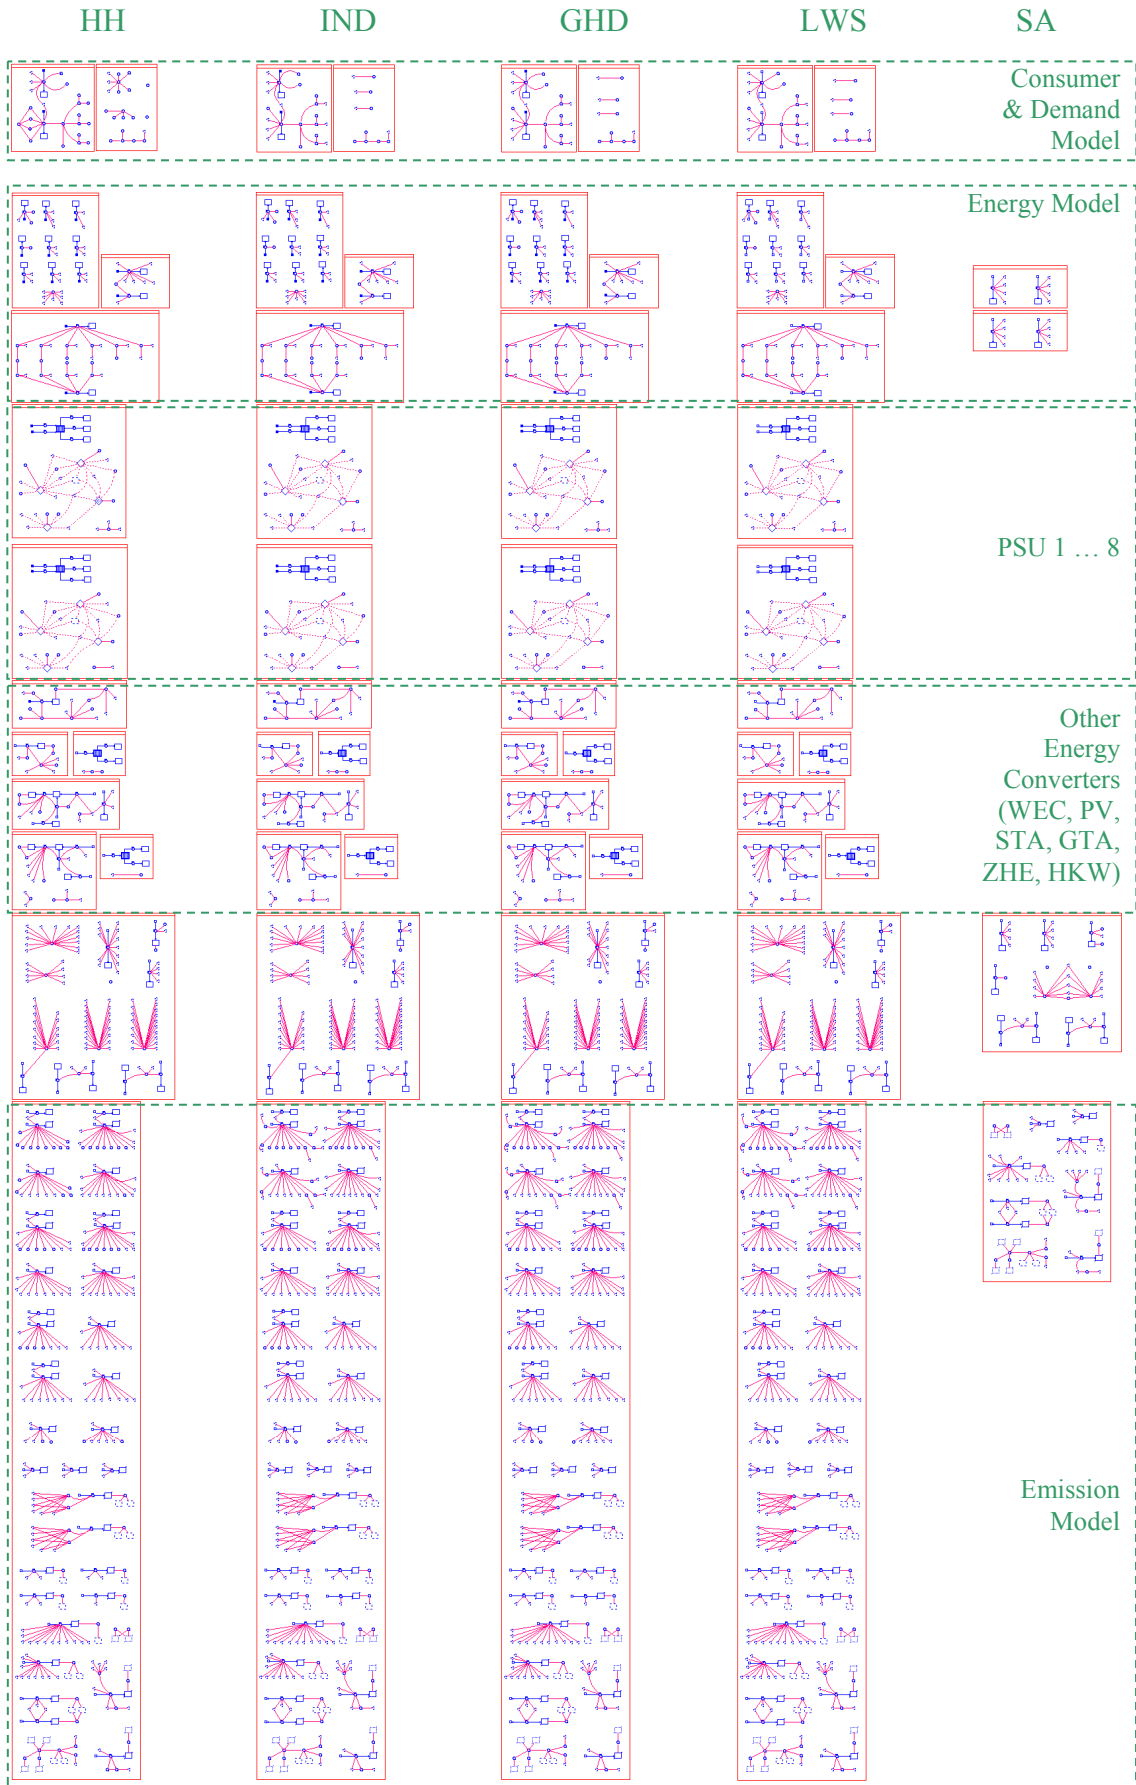 HH IND GHD LWS SA
Consumer
& Demand
Model
Energy Model
PSU 1 … 8
Other
Energy
Converters
(WEC, PV,
STA, GTA,
ZHE, HKW)
Emission
Model